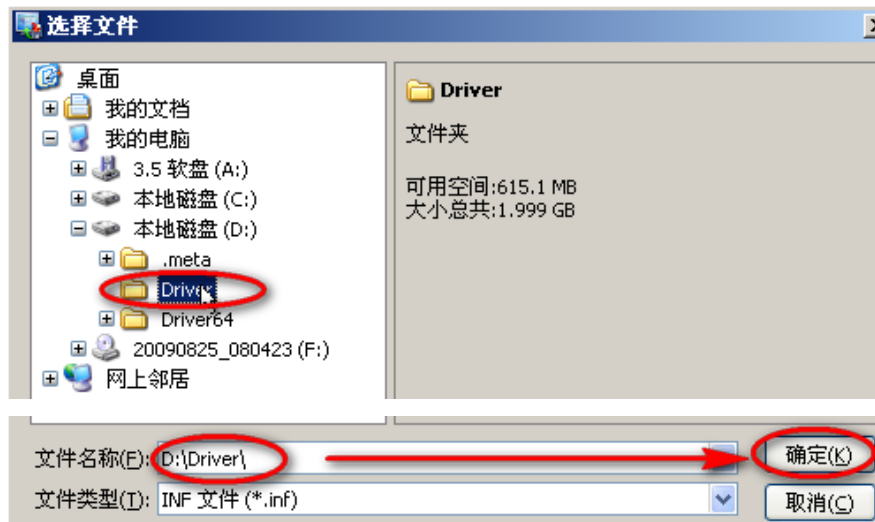 选择文件
桌面
我的文档
我的电脑
3.5 软盘 (A:)
本地磁盘 (C:)
本地磁盘 (D:)
.meta
Driver
Driver64
20090825_080423 (F:)
网上邻居
Driver
文件夹
可用空间:615.1 MB
大小总共:1.999 GB
文件名称(F): D:\Driver\ 确定(K)
文件类型(T): INF 文件 (*.inf) 取消(C)